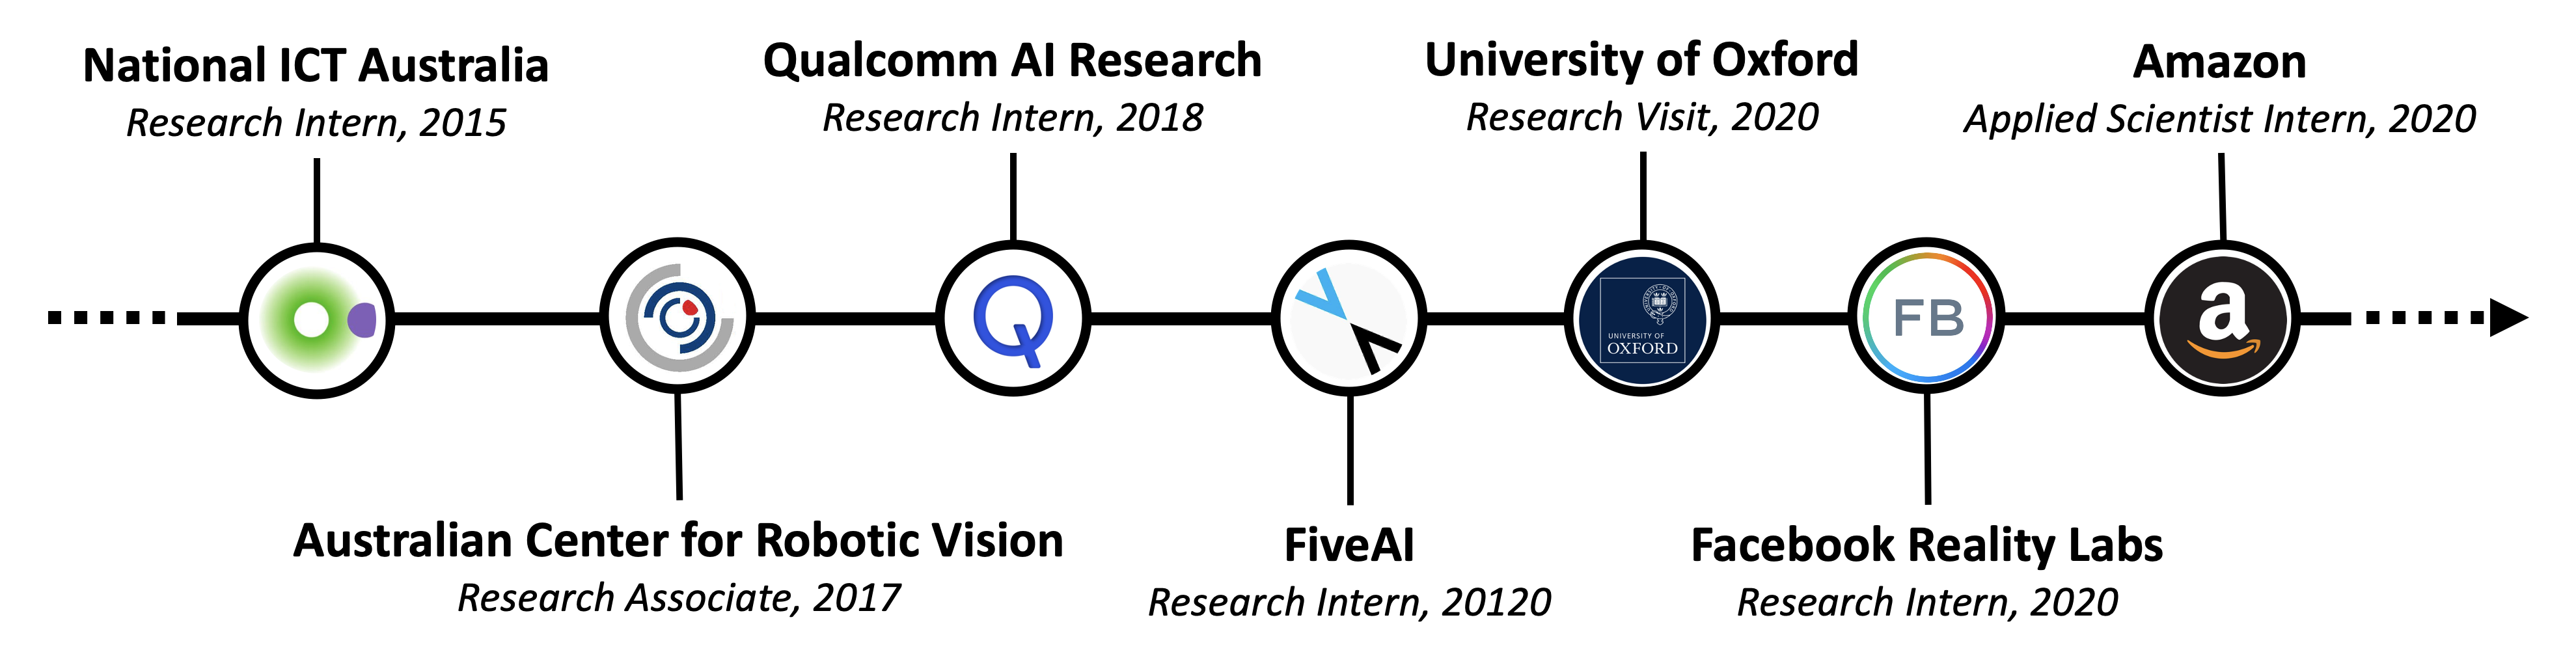 National ICT Australia
Research Intern, 2015
Qualcomm AI Research
Research Intern, 2018
University of Oxford
Research Visit, 2020
Amazon
Applied Scientist Intern, 2020
Q
UNIVERSITY OF
OXFORD
FB
a
Australian Center for Robotic Vision
Research Associate, 2017
FiveAI
Research Intern, 20120
Facebook Reality Labs
Research Intern, 2020